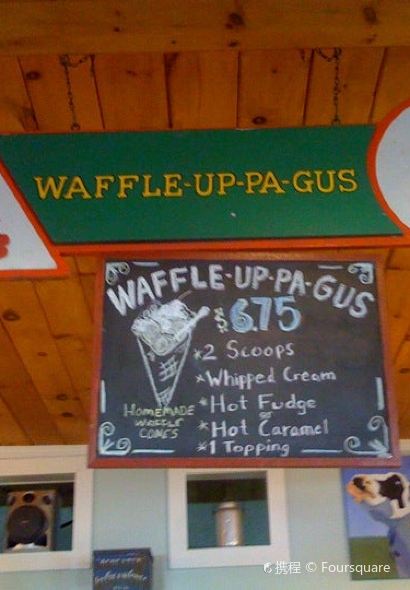 WAFFLE-UP-PA-GUS
WAFFLE-UP-PA-GUS
$6.75
*2 Scoops
*Whipped Cream
*Hot Fudge
or
*Hot Caramel
*1 Topping
HOMEMADE
WAFFLE
CONES
携程 © Foursquare